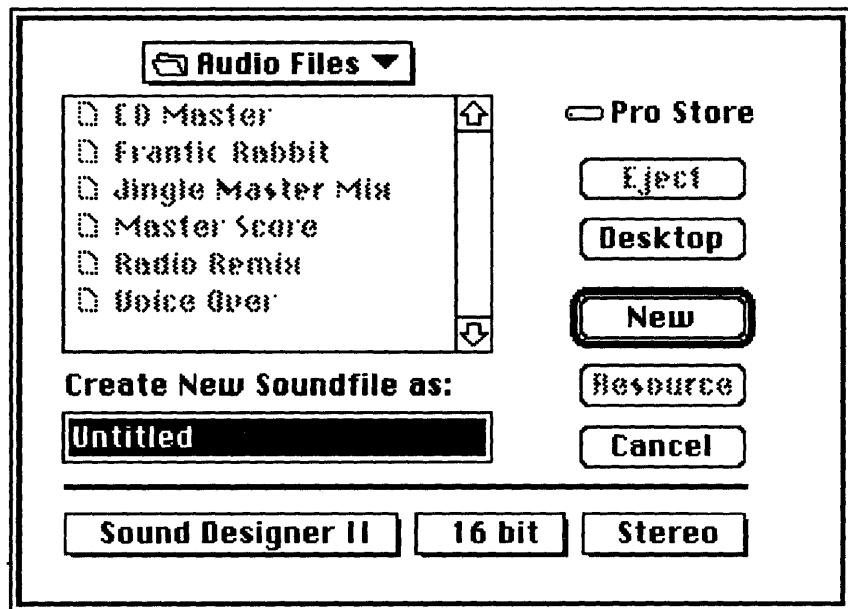 Audio Files
CD Master
Frantic Rabbit
Jingle Master Mix
Master Score
Radio Remix
Voice Over
Pro Store
Eject
Desktop
New
Resource
Cancel
Create New Soundfile as:
Untitled
Sound Designer II
16 bit
Stereo